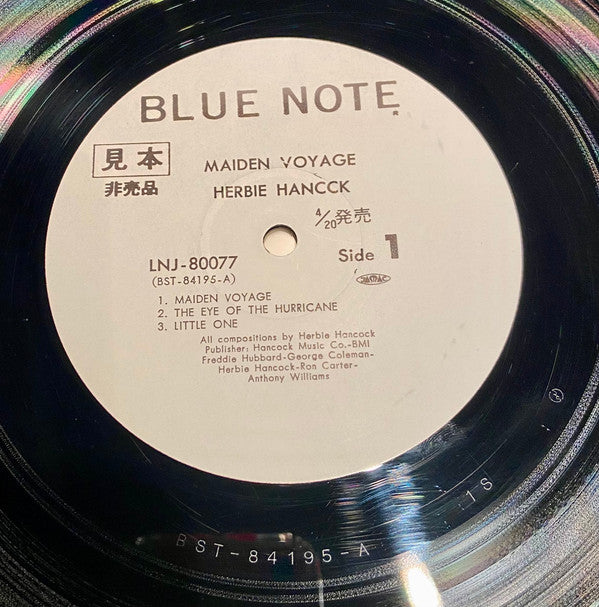 BLUE NOTE
見本
非売品
MAIDEN VOYAGE
HERBIE HANCCK
4/20発売
LNJ-80077
Side 1
(BST-84195-A)
1. MAIDEN VOYAGE
2. THE EYE OF THE HURRICANE
3. LITTLE ONE
All compositions by Herbie Hancock
Publisher: Hancock Music Co.-BMI
Freddie Hubbard-George Coleman-
Herbie Hancock-Ron Carter-
Anthony Williams
1S
BST-84195-A